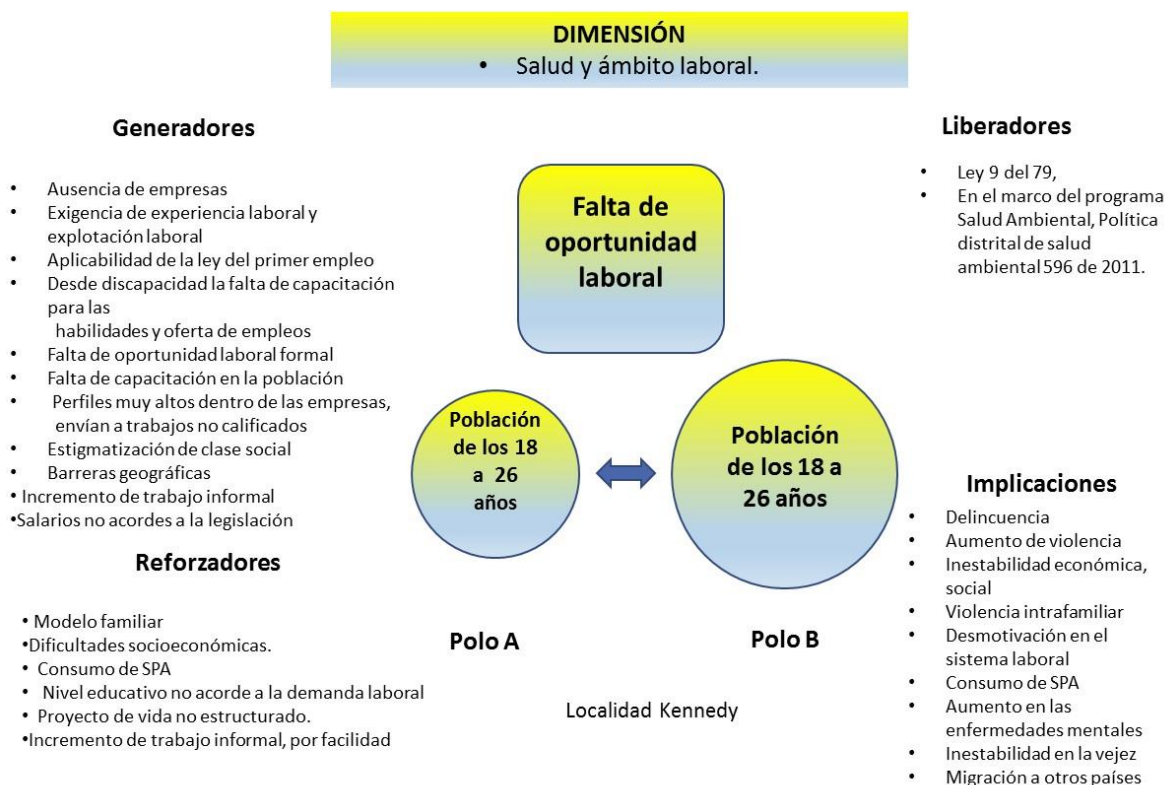 DIMENSIÓN
• Salud y ámbito laboral.
Generadores
• Ausencia de empresas
• Exigencia de experiencia laboral y
explotación laboral
• Aplicabilidad de la ley del primer empleo
• Desde discapacidad la falta de capacitación
para las
habilidades y oferta de empleos
• Falta de oportunidad laboral formal
• Falta de capacitación en la población
• Perfiles muy altos dentro de las empresas,
envían a trabajos no calificados
• Estigmatización de clase social
• Barreras geográficas
• Incremento de trabajo informal
•Salarios no acordes a la legislación
Reforzadores
• Modelo familiar
•Dificultades socioeconómicas.
• Consumo de SPA
• Nivel educativo no acorde a la demanda laboral
• Proyecto de vida no estructurado.
•Incremento de trabajo informal, por facilidad
Falta de
oportunidad
laboral
Población
de los 18
a 26
años
Población
de los 18 a
26 años
Polo A
Polo B
Localidad Kennedy
Liberadores
• Ley 9 del 79,
• En el marco del programa
Salud Ambiental, Política
distrital de salud
ambiental 596 de 2011.
Implicaciones
• Delincuencia
• Aumento de violencia
• Inestabilidad económica,
social
• Violencia intrafamiliar
• Desmotivación en el
sistema laboral
• Consumo de SPA
• Aumento en las
enfermedades mentales
• Inestabilidad en la vejez
• Migración a otros países